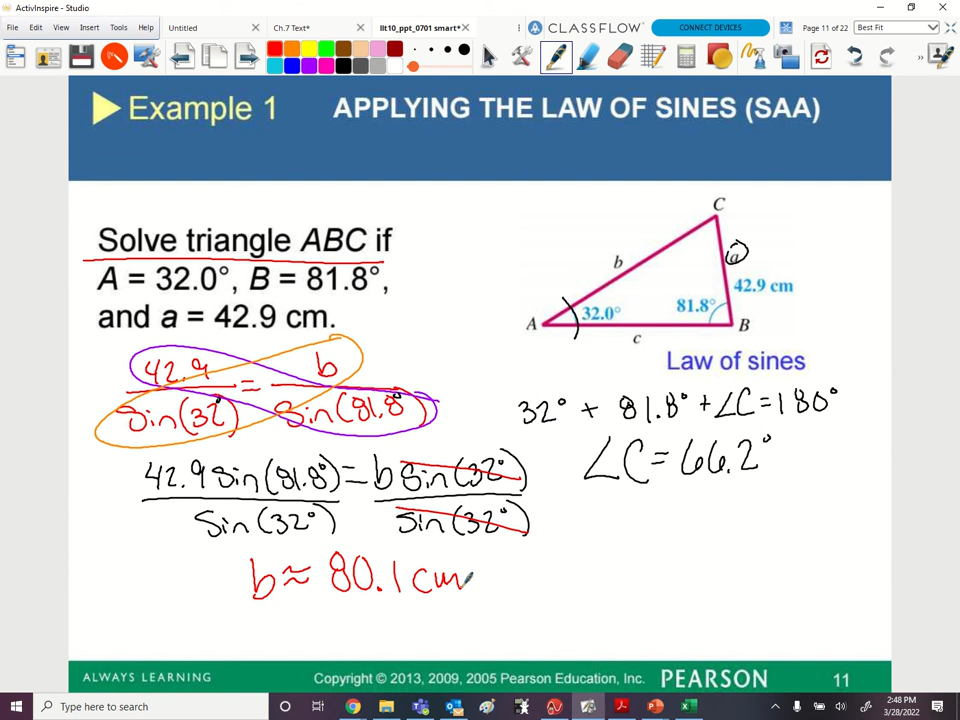 ActivInspire - Studio
File Edit View Insert Tools Help Untitled Ch.7 Text* llt10_ppt_0701 smart* CLASSFLOW CONNECT DEVICES Page 11 of 22 Best Fit
Example 1 APPLYING THE LAW OF SINES (SAA)
Solve triangle ABC if
A = 32.0°, B = 81.8°,
and a = 42.9 cm.
C
b
a
42.9 cm
32.0°
81.8°
A
B
c
Law of sines
42.9 / Sin(32°) = b / Sin(81.8°)
32° + 81.8° + ∠C = 180°
∠C = 66.2°
42.9 Sin(81.8°) = b Sin(32°)
Sin(32°) Sin(32°)
b ≈ 80.1 cm
ALWAYS LEARNING Copyright © 2013, 2009, 2005 Pearson Education, Inc. PEARSON 11
Type here to search
2:48 PM
3/28/2022